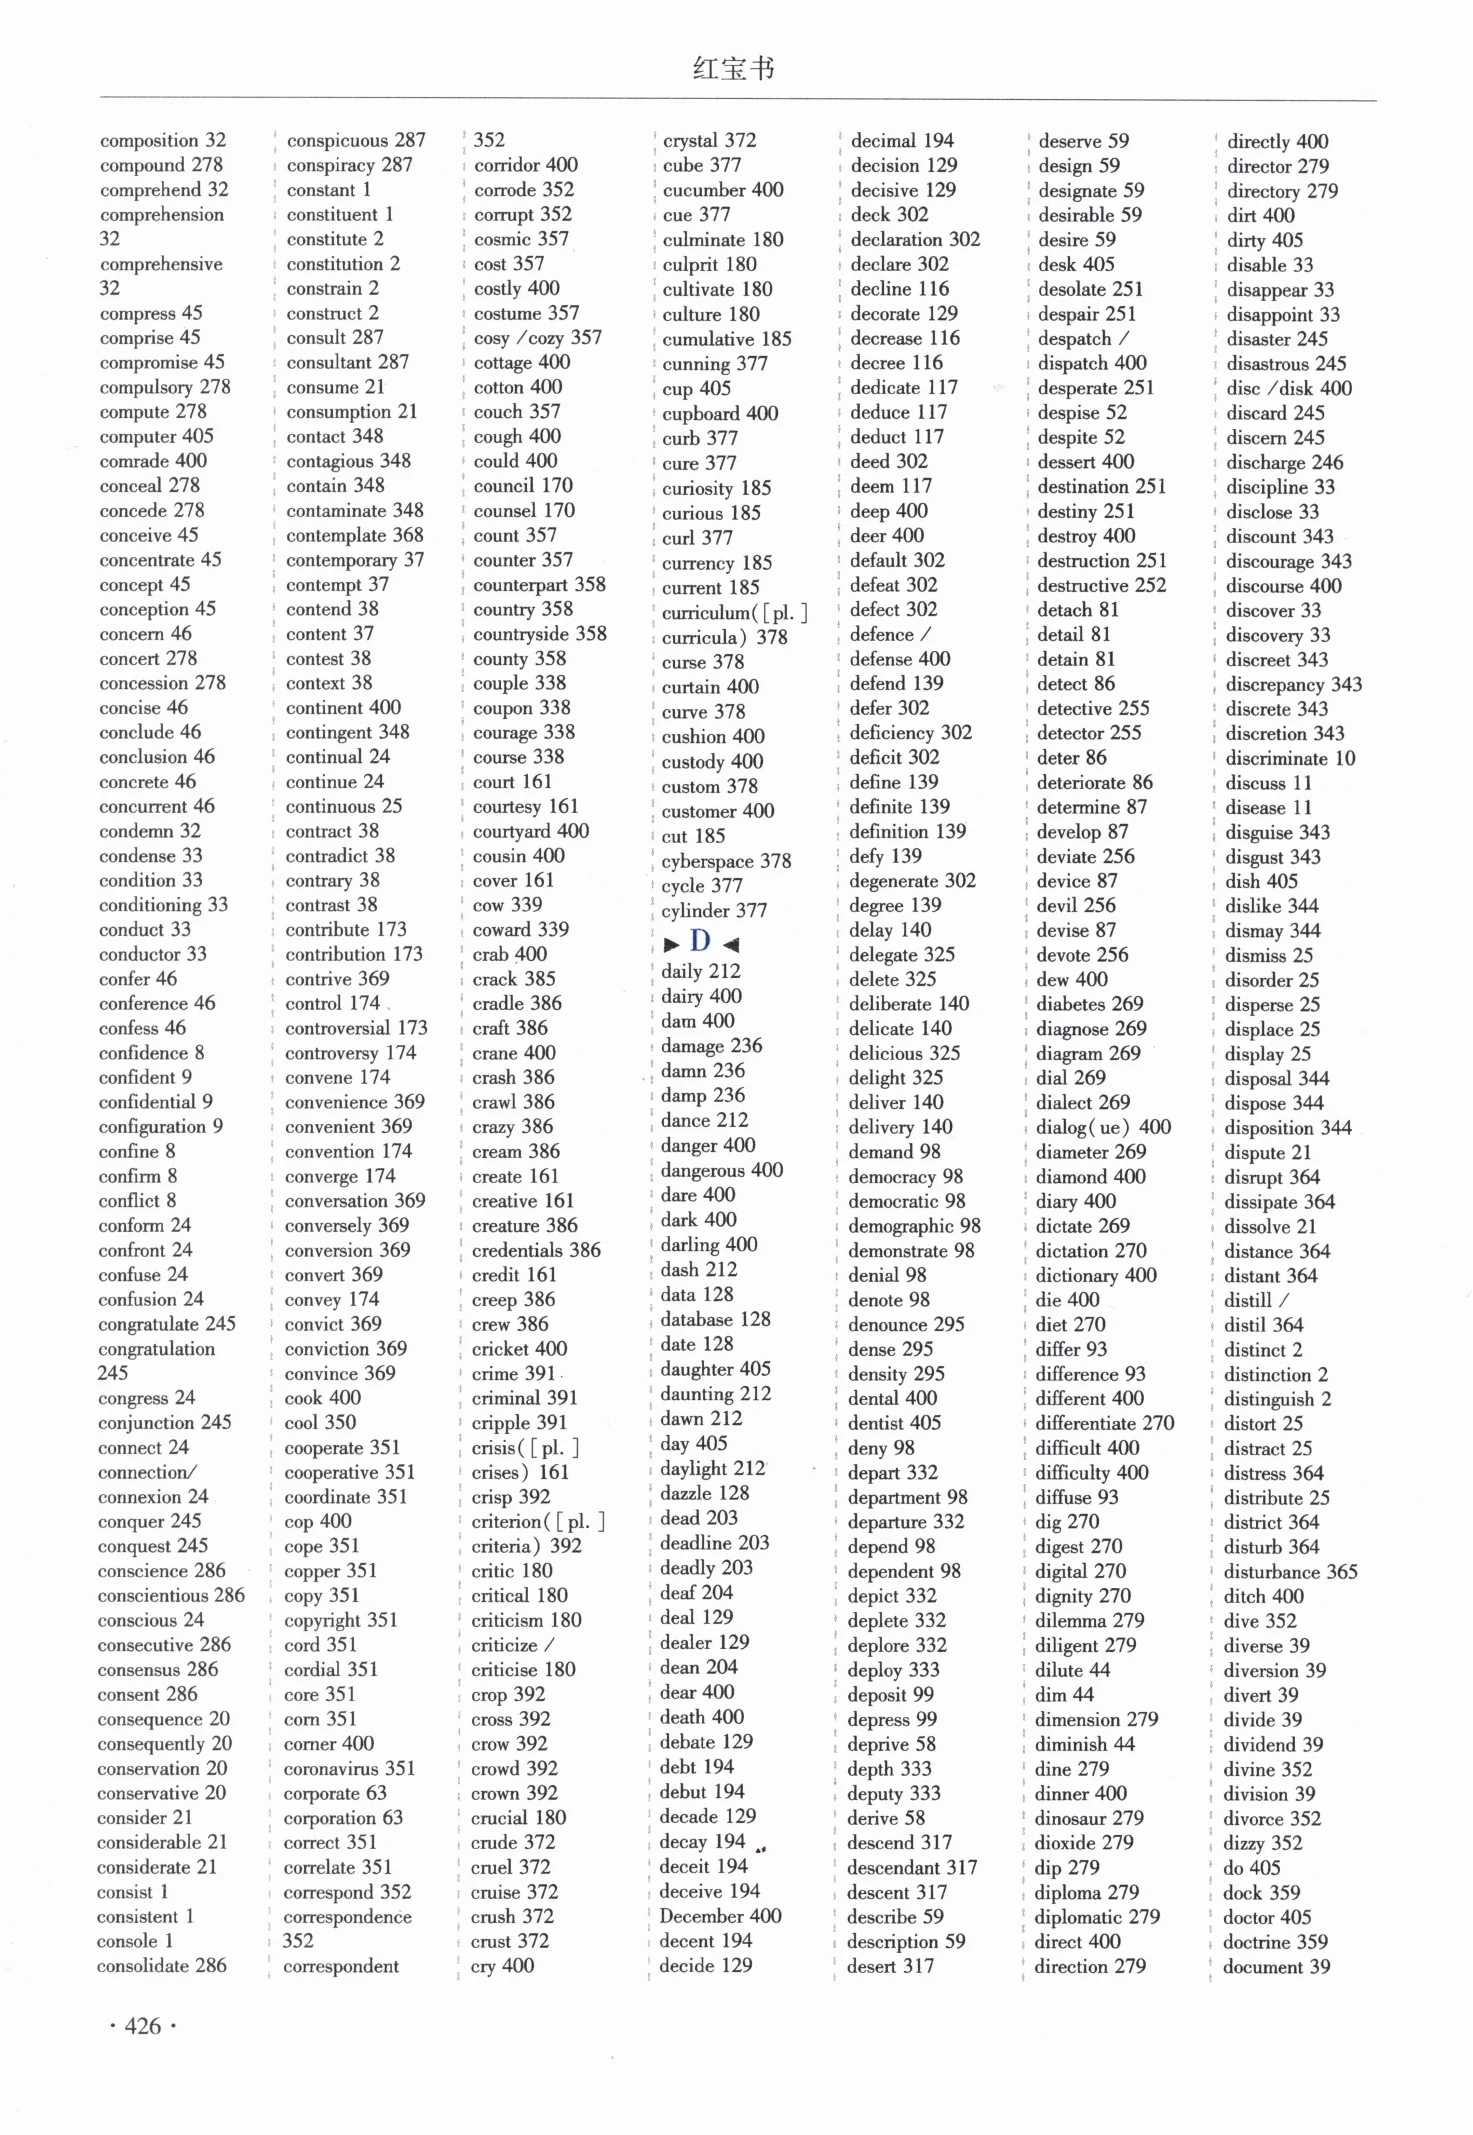 红宝书
composition 32
compound 278
comprehend 32
comprehension
32
comprehensive
32
compress 45
comprise 45
compromise 45
compulsory 278
compute 278
computer 405
comrade 400
conceal 278
concede 278
conceive 45
concentrate 45
concept 45
conception 45
concern 46
concert 278
concession 278
concise 46
conclude 46
conclusion 46
concrete 46
concurrent 46
condemn 32
condense 33
condition 33
conditioning 33
conduct 33
conductor 33
confer 46
conference 46
confess 46
confidence 8
confident 9
confidential 9
configuration 9
confine 8
confirm 8
conflict 8
conform 24
confront 24
confuse 24
confusion 24
congratulate 245
congratulation
245
congress 24
conjunction 245
connect 24
connection/
connexion 24
conquer 245
conquest 245
conscience 286
conscientious 286
conscious 24
consecutive 286
consensus 286
consent 286
consequence 20
consequently 20
conservation 20
conservative 20
consider 21
considerable 21
considerate 21
consist 1
consistent 1
console 1
consolidate 286
conspicuous 287
conspiracy 287
constant 1
constituent 1
constitute 2
constitution 2
constrain 2
construct 2
consult 287
consultant 287
consume 21
consumption 21
contact 348
contagious 348
contain 348
contaminate 348
contemplate 368
contemporary 37
contempt 37
contend 38
content 37
contest 38
context 38
continent 400
contingent 348
continual 24
continue 24
continuous 25
contract 38
contradict 38
contrary 38
contrast 38
contribute 173
contribution 173
contrive 369
control 174
controversial 173
controversy 174
convene 174
convenience 369
convenient 369
convention 174
converge 174
conversation 369
conversely 369
conversion 369
convert 369
convey 174
convict 369
conviction 369
convince 369
cook 400
cool 350
cooperate 351
cooperative 351
coordinate 351
cop 400
cope 351
copper 351
copy 351
copyright 351
cord 351
cordial 351
core 351
corn 351
corner 400
coronavirus 351
corporate 63
corporation 63
correct 351
correlate 351
correspond 352
correspondence
352
correspondent
352
corridor 400
corrode 352
corrupt 352
cosmic 357
cost 357
costly 400
costume 357
cosy /cozy 357
cottage 400
cotton 400
couch 357
cough 400
could 400
council 170
counsel 170
count 357
counter 357
counterpart 358
country 358
countryside 358
county 358
couple 338
coupon 338
courage 338
course 338
court 161
courtesy 161
courtyard 400
cousin 400
cover 161
cow 339
coward 339
crab 400
crack 385
cradle 386
craft 386
crane 400
crash 386
crawl 386
crazy 386
cream 386
create 161
creative 161
creature 386
credentials 386
credit 161
creep 386
crew 386
cricket 400
crime 391
criminal 391
cripple 391
crisis([pl. ]
crises) 161
crisp 392
criterion([pl. ]
criteria) 392
critic 180
critical 180
criticism 180
criticize /
criticise 180
crop 392
cross 392
crow 392
crowd 392
crown 392
crucial 180
crude 372
cruel 372
cruise 372
crush 372
crust 372
cry 400
crystal 372
cube 377
cucumber 400
cue 377
culminate 180
culprit 180
cultivate 180
culture 180
cumulative 185
cunning 377
cup 405
cupboard 400
curb 377
cure 377
curiosity 185
curious 185
curl 377
currency 185
current 185
curriculum([pl. ]
curricula) 378
curse 378
curtain 400
curve 378
cushion 400
custody 400
custom 378
customer 400
cut 185
cyberspace 378
cycle 377
cylinder 377
▶ D ◀
daily 212
dairy 400
dam 400
damage 236
damn 236
damp 236
dance 212
danger 400
dangerous 400
dare 400
dark 400
darling 400
dash 212
data 128
database 128
date 128
daughter 405
daunting 212
dawn 212
day 405
daylight 212
dazzle 128
dead 203
deadline 203
deadly 203
deaf 204
deal 129
dealer 129
dean 204
dear 400
death 400
debate 129
debt 194
debut 194
decade 129
decay 194
deceit 194
deceive 194
December 400
decent 194
decide 129
decimal 194
decision 129
decisive 129
deck 302
declaration 302
declare 302
decline 116
decorate 129
decrease 116
decree 116
dedicate 117
deduce 117
deduct 117
deed 302
deem 117
deep 400
deer 400
default 302
defeat 302
defect 302
defence /
defense 400
defend 139
defer 302
deficiency 302
deficit 302
define 139
definite 139
definition 139
defy 139
degenerate 302
degree 139
delay 140
delegate 325
delete 325
deliberate 140
delicate 140
delicious 325
delight 325
deliver 140
delivery 140
demand 98
democracy 98
democratic 98
demographic 98
demonstrate 98
denial 98
denote 98
denounce 295
dense 295
density 295
dental 400
dentist 405
deny 98
depart 332
department 98
departure 332
depend 98
dependent 98
depict 332
deplete 332
deplore 332
deploy 333
deposit 99
depress 99
deprive 58
depth 333
deputy 333
derive 58
descend 317
descendant 317
descent 317
describe 59
description 59
desert 317
deserve 59
design 59
designate 59
desirable 59
desire 59
desk 405
desolate 251
despair 251
despatch /
dispatch 400
desperate 251
despise 52
despite 52
dessert 400
destination 251
destiny 251
destroy 400
destruction 251
destructive 252
detach 81
detail 81
detain 81
detect 86
detective 255
detector 255
deter 86
deteriorate 86
determine 87
develop 87
deviate 256
device 87
devil 256
devise 87
devote 256
dew 400
diabetes 269
diagnose 269
diagram 269
dial 269
dialect 269
dialog(ue) 400
diameter 269
diamond 400
diary 400
dictate 269
dictation 270
dictionary 400
die 400
diet 270
differ 93
difference 93
different 400
differentiate 270
difficult 400
difficulty 400
diffuse 93
dig 270
digest 270
digital 270
dignity 270
dilemma 279
diligent 279
dilute 44
dim 44
dimension 279
diminish 44
dine 279
dinner 400
dinosaur 279
dioxide 279
dip 279
diploma 279
diplomatic 279
direct 400
direction 279
directly 400
director 279
directory 279
dirt 400
dirty 405
disable 33
disappear 33
disappoint 33
disaster 245
disastrous 245
disc /disk 400
discard 245
discern 245
discharge 246
discipline 33
disclose 33
discount 343
discourage 343
discourse 400
discover 33
discovery 33
discreet 343
discrepancy 343
discrete 343
discretion 343
discriminate 10
discuss 11
disease 11
disguise 343
disgust 343
dish 405
dislike 344
dismay 344
dismiss 25
disorder 25
disperse 25
displace 25
display 25
disposal 344
dispose 344
disposition 344
dispute 21
disrupt 364
dissipate 364
dissolve 21
distance 364
distant 364
distill /
distil 364
distinct 2
distinction 2
distinguish 2
distort 25
distract 25
distress 364
distribute 25
district 364
disturb 364
disturbance 365
ditch 400
dive 352
diverse 39
diversion 39
divert 39
divide 39
dividend 39
divine 352
division 39
divorce 352
dizzy 352
do 405
dock 359
doctor 405
doctrine 359
document 39
· 426 ·